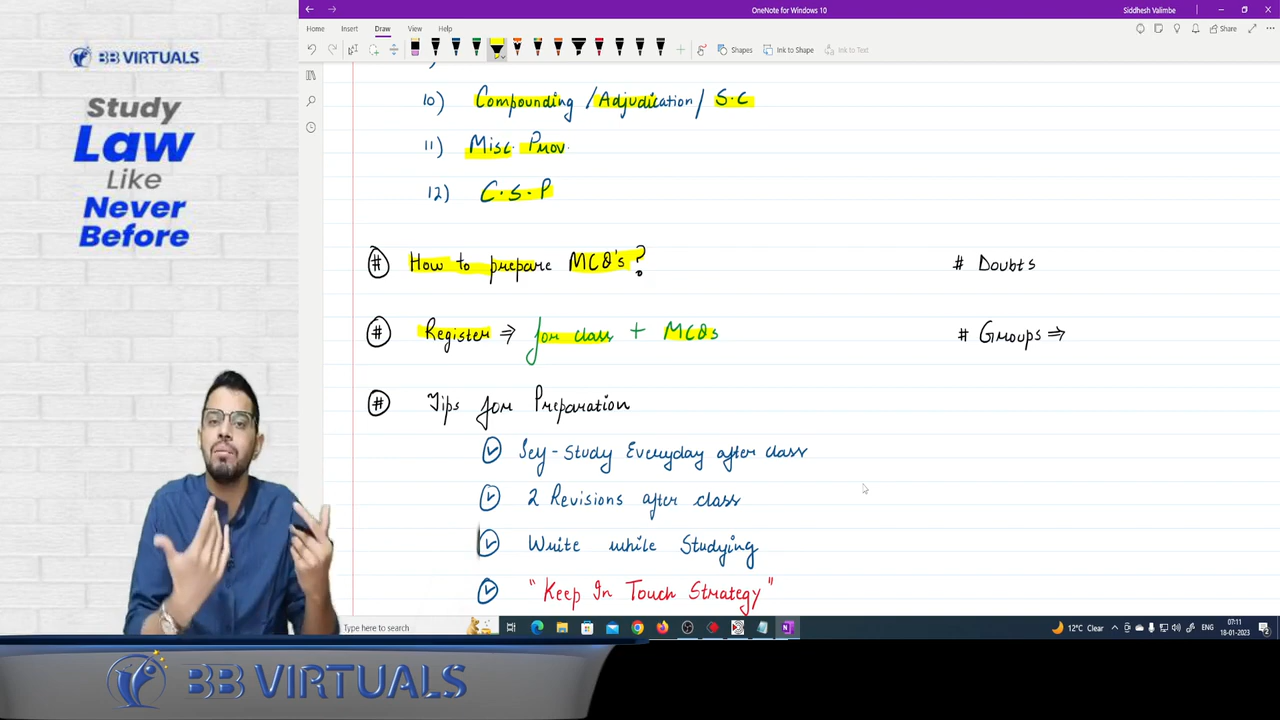 OneNote for Windows 10
Siddhesh Valimbe
Home Insert Draw View Help
Share
Shapes
Ink to Shape
Ink to Text
BB VIRTUALS
Study
Law
Like
Never
Before
10) Compounding / Adjudication / S.C
11) Misc. Prov.
12) C.S.P
# How to prepare MCQ's ?
# Doubts
# Register ⇒ for class + MCQs
# Groups ⇒
# Tips for Preparation
Self-Study Everyday after class
2 Revisions after class
Write while Studying
"Keep In Touch Strategy"
Type here to search
12°C Clear
ENG
07:11
18-01-2023
2
BB VIRTUALS